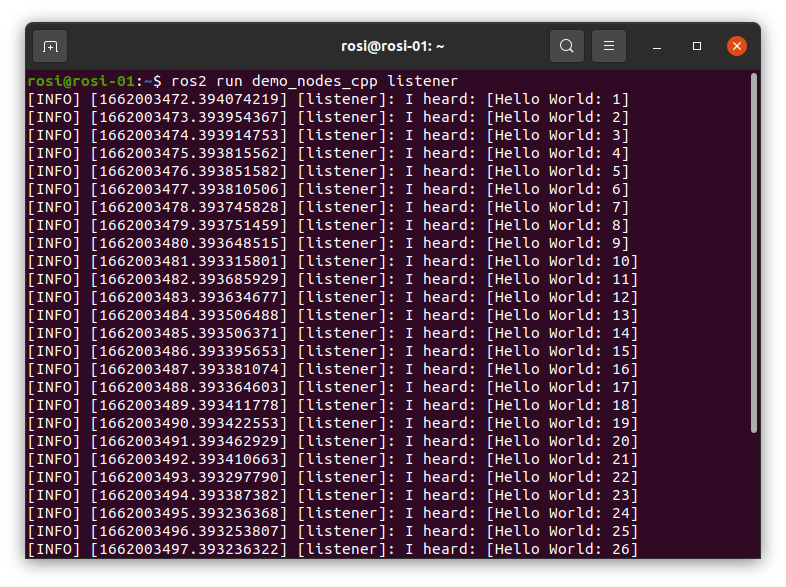 rosi@rosi-01: ~
rosi@rosi-01:~$ ros2 run demo_nodes_cpp listener
[INFO] [1662003472.394074219] [listener]: I heard: [Hello World: 1]
[INFO] [1662003473.393954367] [listener]: I heard: [Hello World: 2]
[INFO] [1662003474.393914753] [listener]: I heard: [Hello World: 3]
[INFO] [1662003475.393815562] [listener]: I heard: [Hello World: 4]
[INFO] [1662003476.393851582] [listener]: I heard: [Hello World: 5]
[INFO] [1662003477.393810506] [listener]: I heard: [Hello World: 6]
[INFO] [1662003478.393745828] [listener]: I heard: [Hello World: 7]
[INFO] [1662003479.393751459] [listener]: I heard: [Hello World: 8]
[INFO] [1662003480.393648515] [listener]: I heard: [Hello World: 9]
[INFO] [1662003481.393315801] [listener]: I heard: [Hello World: 10]
[INFO] [1662003482.393685929] [listener]: I heard: [Hello World: 11]
[INFO] [1662003483.393634677] [listener]: I heard: [Hello World: 12]
[INFO] [1662003484.393506488] [listener]: I heard: [Hello World: 13]
[INFO] [1662003485.393506371] [listener]: I heard: [Hello World: 14]
[INFO] [1662003486.393395653] [listener]: I heard: [Hello World: 15]
[INFO] [1662003487.393381074] [listener]: I heard: [Hello World: 16]
[INFO] [1662003488.393364603] [listener]: I heard: [Hello World: 17]
[INFO] [1662003489.393411778] [listener]: I heard: [Hello World: 18]
[INFO] [1662003490.393422553] [listener]: I heard: [Hello World: 19]
[INFO] [1662003491.393462929] [listener]: I heard: [Hello World: 20]
[INFO] [1662003492.393410663] [listener]: I heard: [Hello World: 21]
[INFO] [1662003493.393297790] [listener]: I heard: [Hello World: 22]
[INFO] [1662003494.393387382] [listener]: I heard: [Hello World: 23]
[INFO] [1662003495.393236368] [listener]: I heard: [Hello World: 24]
[INFO] [1662003496.393253807] [listener]: I heard: [Hello World: 25]
[INFO] [1662003497.393236322] [listener]: I heard: [Hello World: 26]